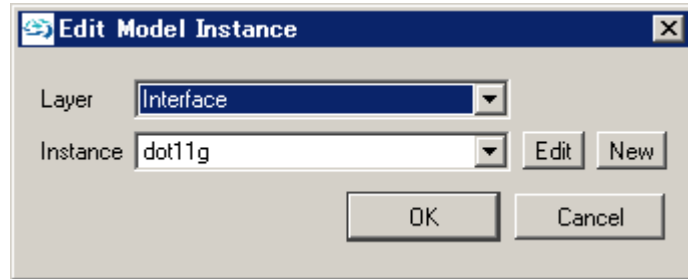 Edit Model Instance
Layer Interface
Instance dot11g Edit New
OK Cancel